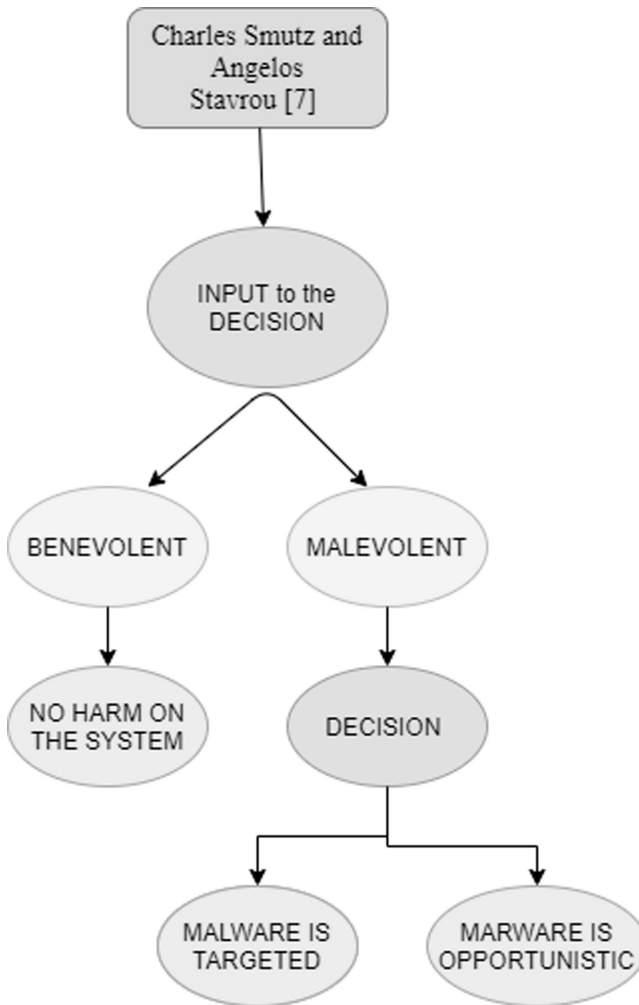 Charles Smutz and
Angelos
Stavrou [7]
INPUT to the
DECISION
BENEVOLENT
MALEVOLENT
NO HARM ON
THE SYSTEM
DECISION
MALWARE IS
TARGETED
MARWARE IS
OPPORTUNISTIC